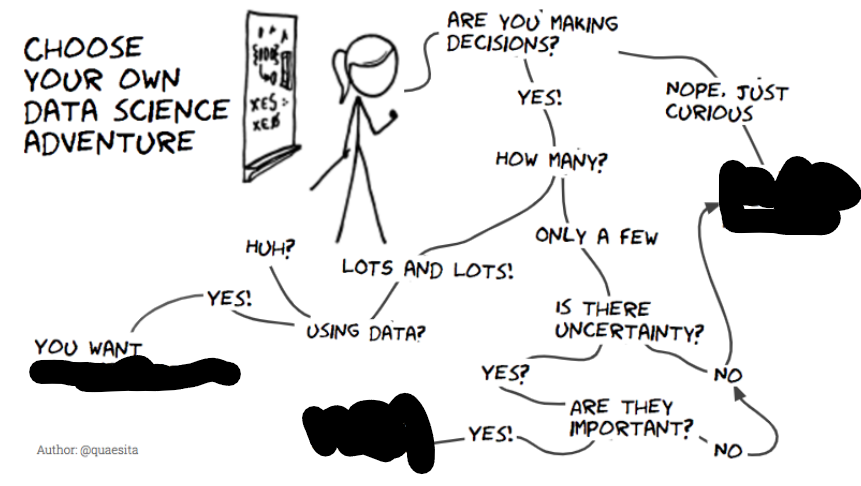 CHOOSE
YOUR OWN
DATA SCIENCE
ADVENTURE
ARE YOU MAKING
DECISIONS?
YES!
NOPE, JUST
CURIOUS
HOW MANY?
ONLY A FEW
HUH?
LOTS AND LOTS!
YES!
USING DATA?
IS THERE
UNCERTAINTY?
YOU WANT
YES?
NO
ARE THEY
IMPORTANT?
YES!
NO
Author: @quaesita